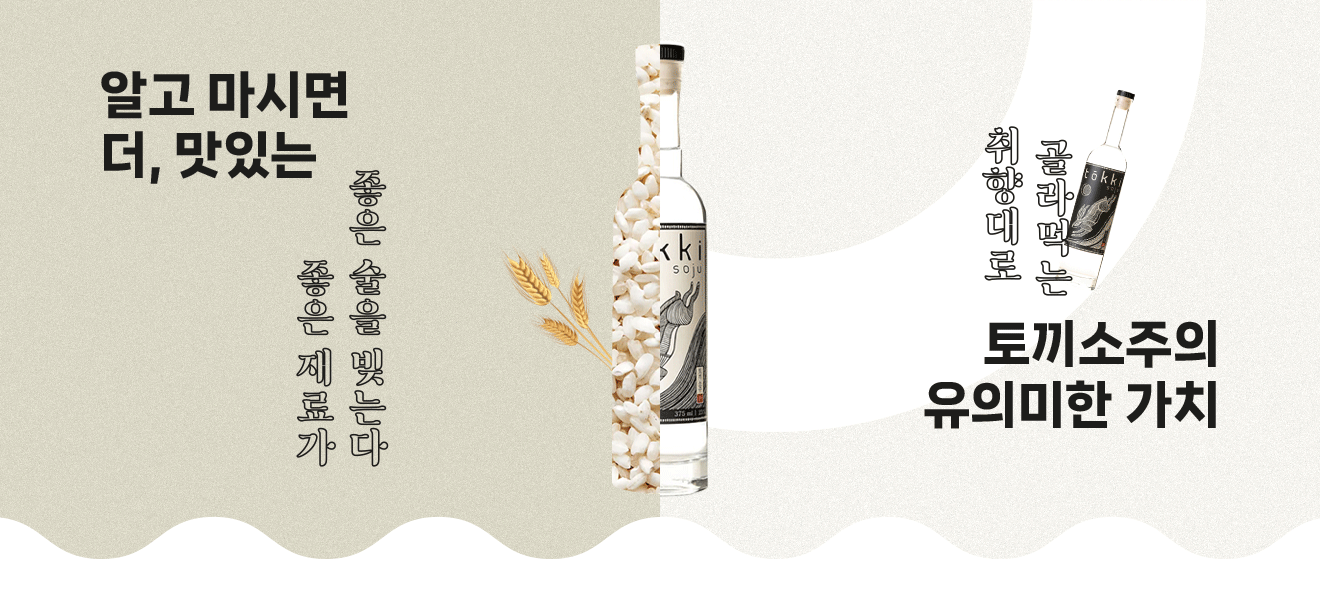 알고 마시면
더, 맛있는
좋은 재료가
좋은 술을 빚는다
kki
soju
375 ml
취향대로
골라먹는
tokki
토끼소주의
유의미한 가치